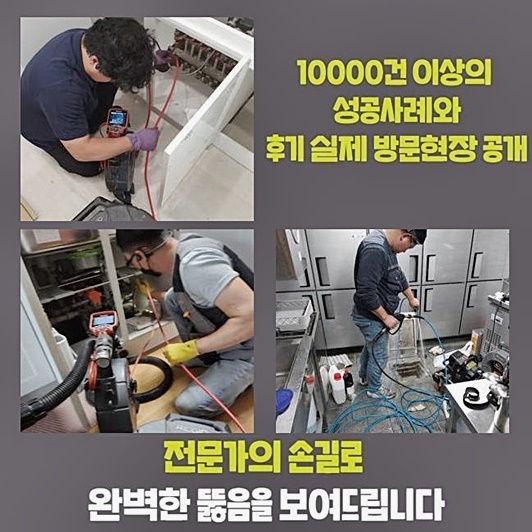 10000건 이상의
성공사례와
후기 실제 방문현장 공개
전문가의 손길로
완벽한 뚫음을 보여드립니다